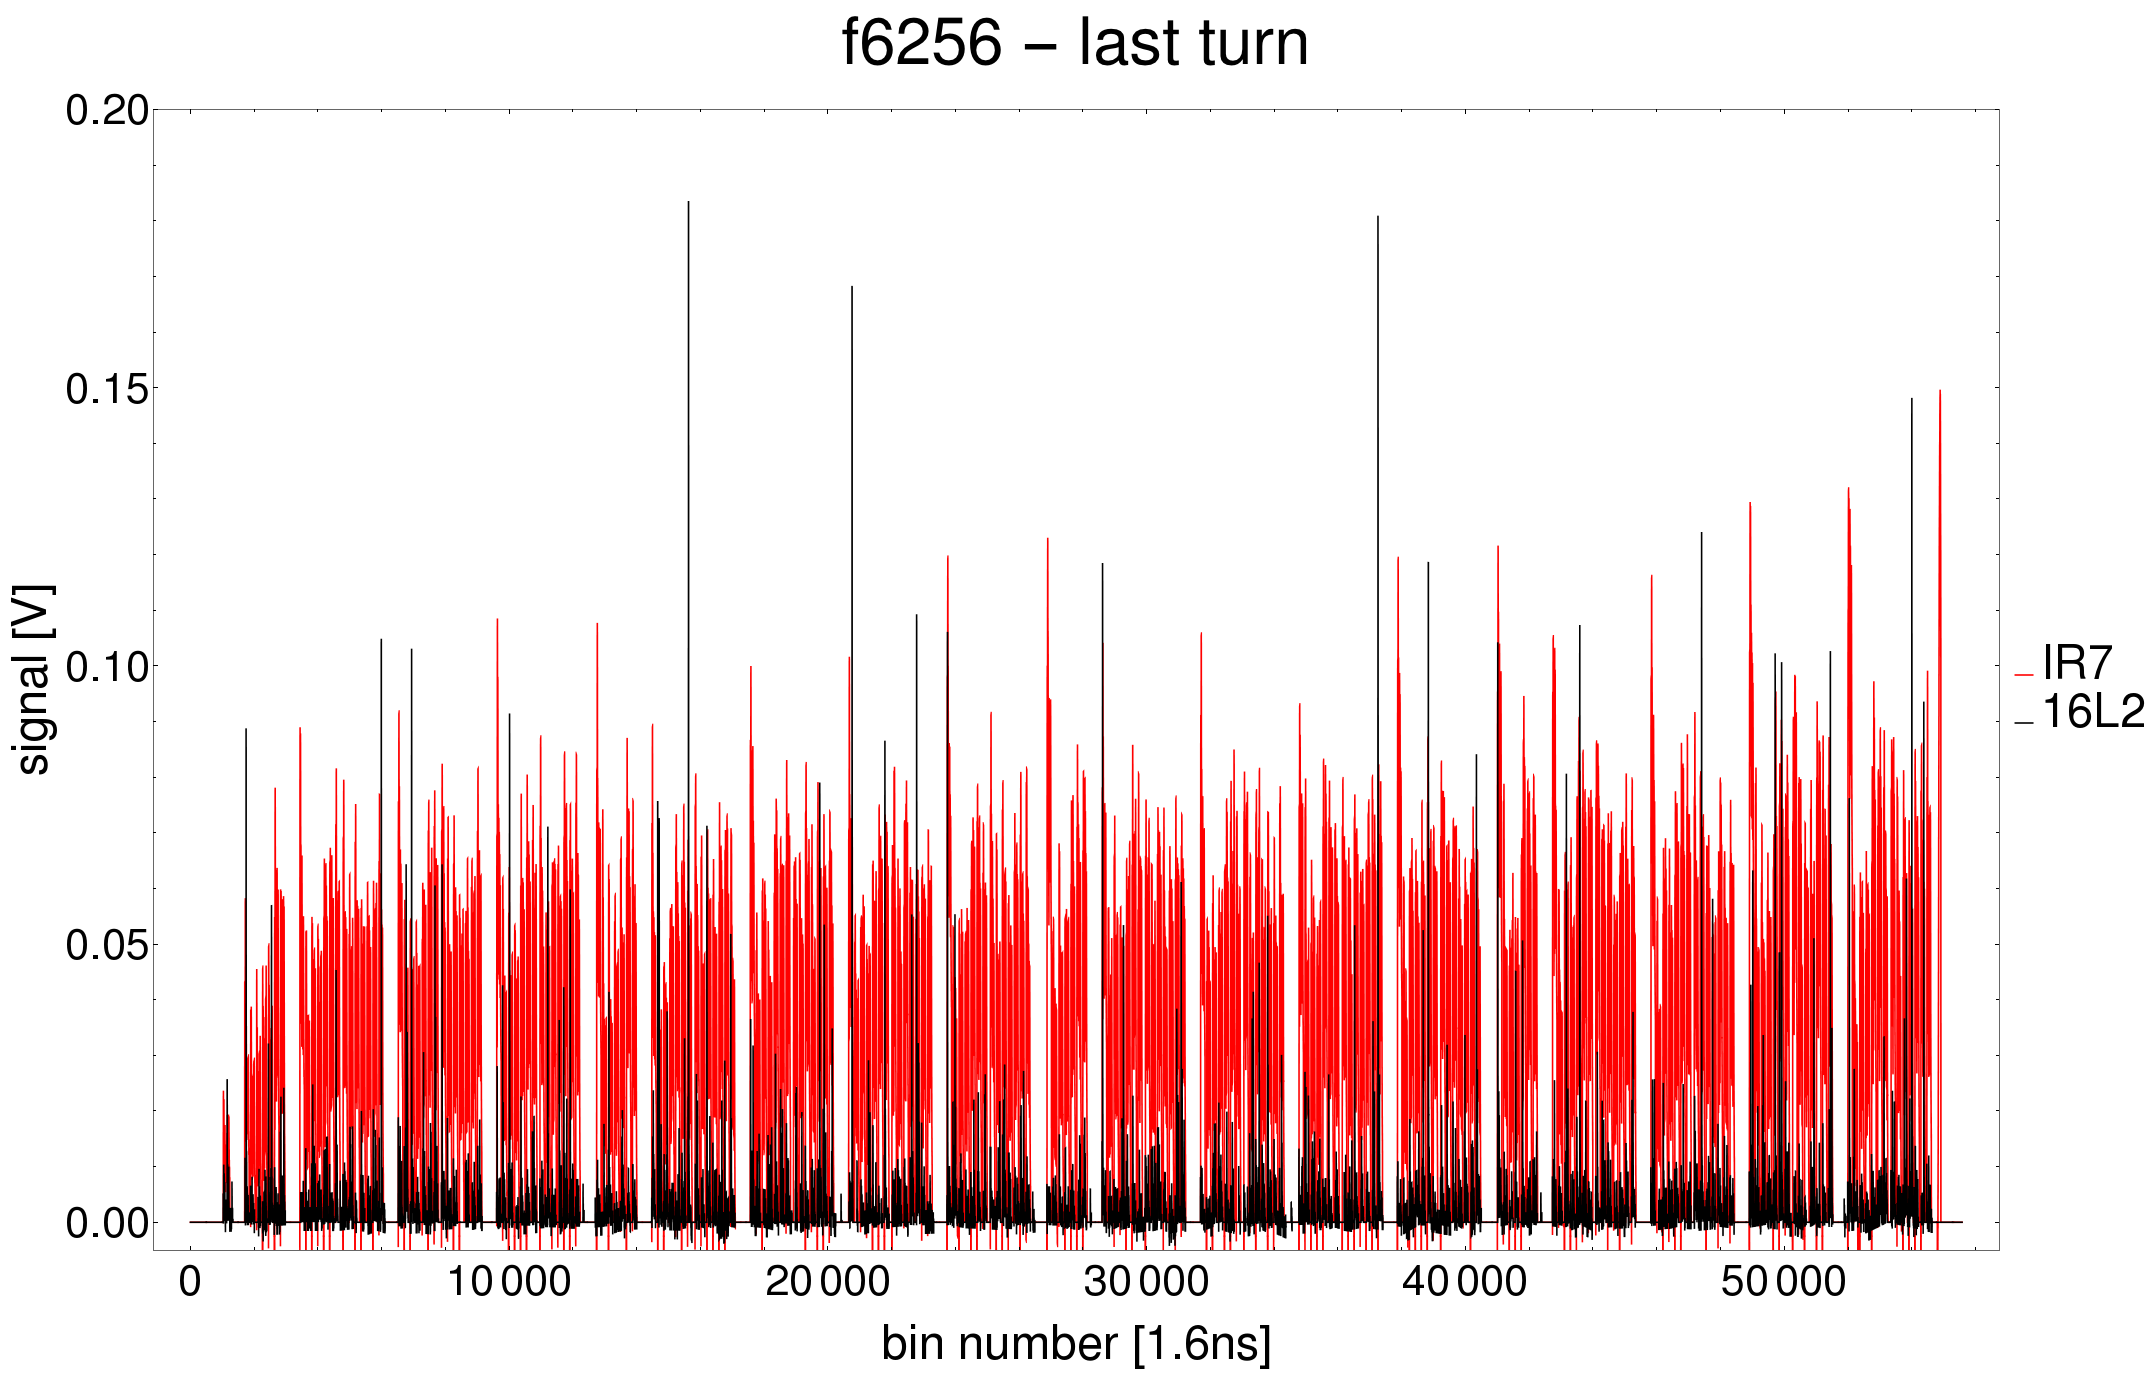 f6256 − last turn
0.20
0.15
0.10
0.05
0.00
signal [V]
0
10 000
20 000
30 000
40 000
50 000
bin number [1.6ns]
IR7
16L2